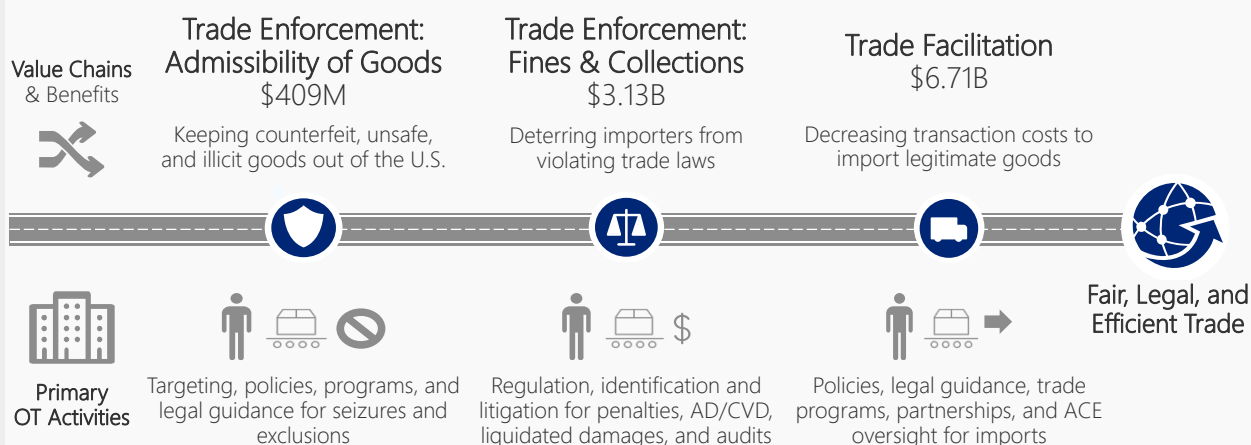 Value Chains
& Benefits
Trade Enforcement:
Admissibility of Goods
$409M
Keeping counterfeit, unsafe,
and illicit goods out of the U.S.
Trade Enforcement:
Fines & Collections
$3.13B
Deterring importers from
violating trade laws
Trade Facilitation
$6.71B
Decreasing transaction costs to
import legitimate goods
Fair, Legal, and
Efficient Trade
Primary
OT Activities
Targeting, policies, programs, and
legal guidance for seizures and
exclusions
$
Regulation, identification and
litigation for penalties, AD/CVD,
liquidated damages, and audits
Policies, legal guidance, trade
programs, partnerships, and ACE
oversight for imports